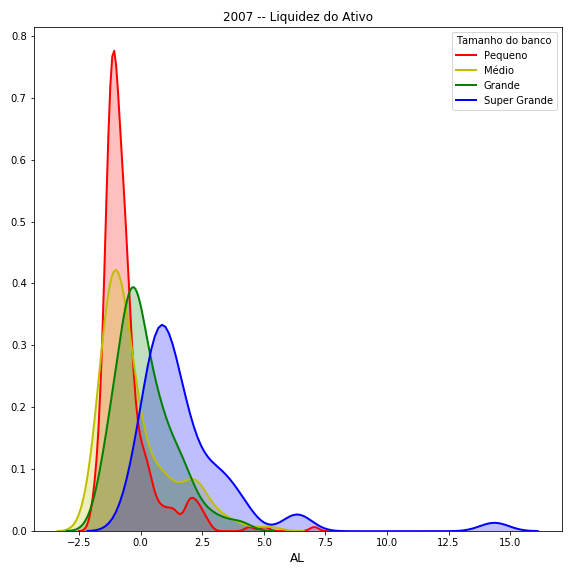 2007 -- Liquidez do Ativo
Tamanho do banco
Pequeno
Médio
Grande
Super Grande
0.8
0.7
0.6
0.5
0.4
0.3
0.2
0.1
0.0
−2.5 0.0 2.5 5.0 7.5 10.0 12.5 15.0
AL